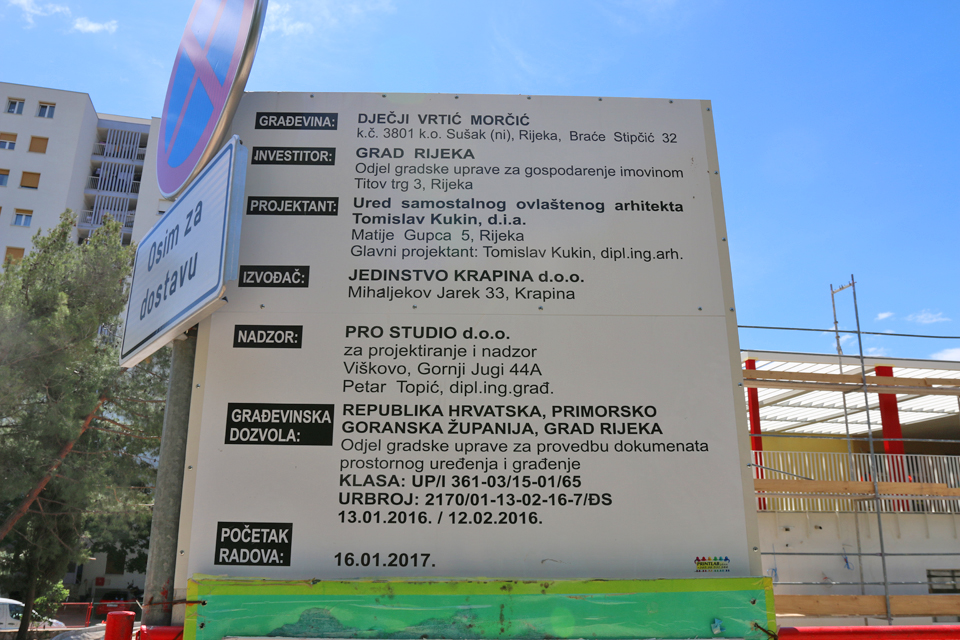 GRAĐEVINA: DJEČJI VRTIĆ MORČIĆ
k.č. 3801 k.o. Sušak (ni), Rijeka, Braće Stipčić 32
INVESTITOR: GRAD RIJEKA
Odjel gradske uprave za gospodarenje imovinom
Titov trg 3, Rijeka
PROJEKTANT: Ured samostalnog ovlaštenog arhitekta
Tomislav Kukin, d.i.a.
Matije Gupca 5, Rijeka
Glavni projektant: Tomislav Kukin, dipl.ing.arh.
IZVOĐAČ: JEDINSTVO KRAPINA d.o.o.
Mihaljekov Jarek 33, Krapina
NADZOR: PRO STUDIO d.o.o.
za projektiranje i nadzor
Viškovo, Gornji Jugi 44A
Petar Topić, dipl.ing.građ.
GRAĐEVINSKA DOZVOLA: REPUBLIKA HRVATSKA, PRIMORSKO
GORANSKA ŽUPANIJA, GRAD RIJEKA
Odjel gradske uprave za provedbu dokumenata
prostornog uređenja i građenje
KLASA: UP/I 361-03/15-01/65
URBROJ: 2170/01-13-02-16-7/ĐS
13.01.2016. / 12.02.2016.
POČETAK
RADOVA: 16.01.2017.
Osim za
dostavu